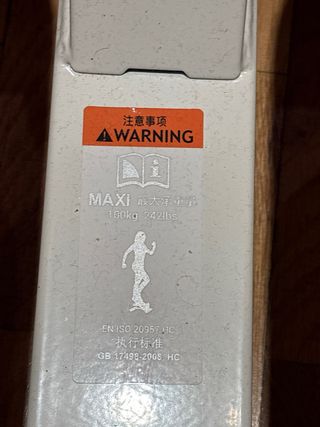 注意事项
WARNING
MAXI 最大承重量
242lbs
EN ISO 20957 HC
执行标准
GB 17498-2008 HC